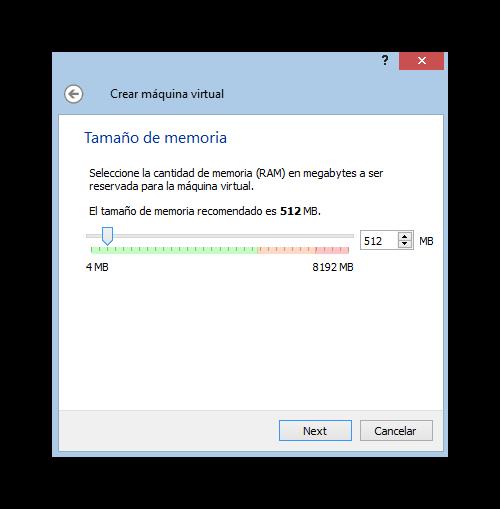 ?
Crear máquina virtual
Tamaño de memoria
Seleccione la cantidad de memoria (RAM) en megabytes a ser
reservada para la máquina virtual.
El tamaño de memoria recomendado es 512 MB.
512 MB
4 MB 8192 MB
Next Cancelar